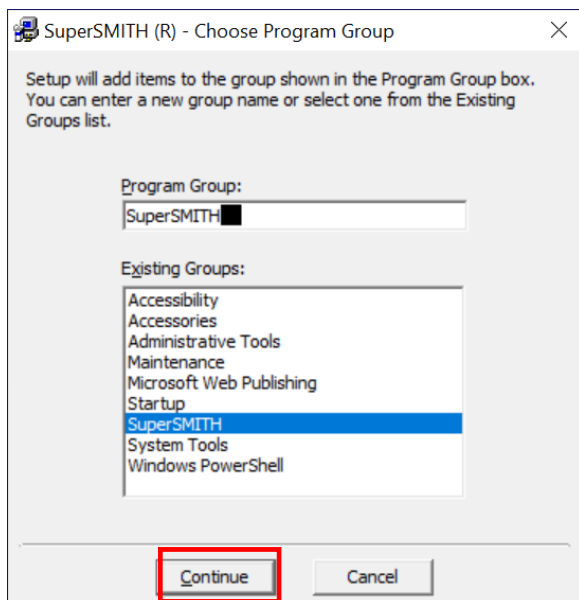 SuperSMITH (R) - Choose Program Group
Setup will add items to the group shown in the Program Group box.
You can enter a new group name or select one from the Existing
Groups list.
Program Group:
SuperSMITH
Existing Groups:
Accessibility
Accessories
Administrative Tools
Maintenance
Microsoft Web Publishing
Startup
SuperSMITH
System Tools
Windows PowerShell
Continue
Cancel